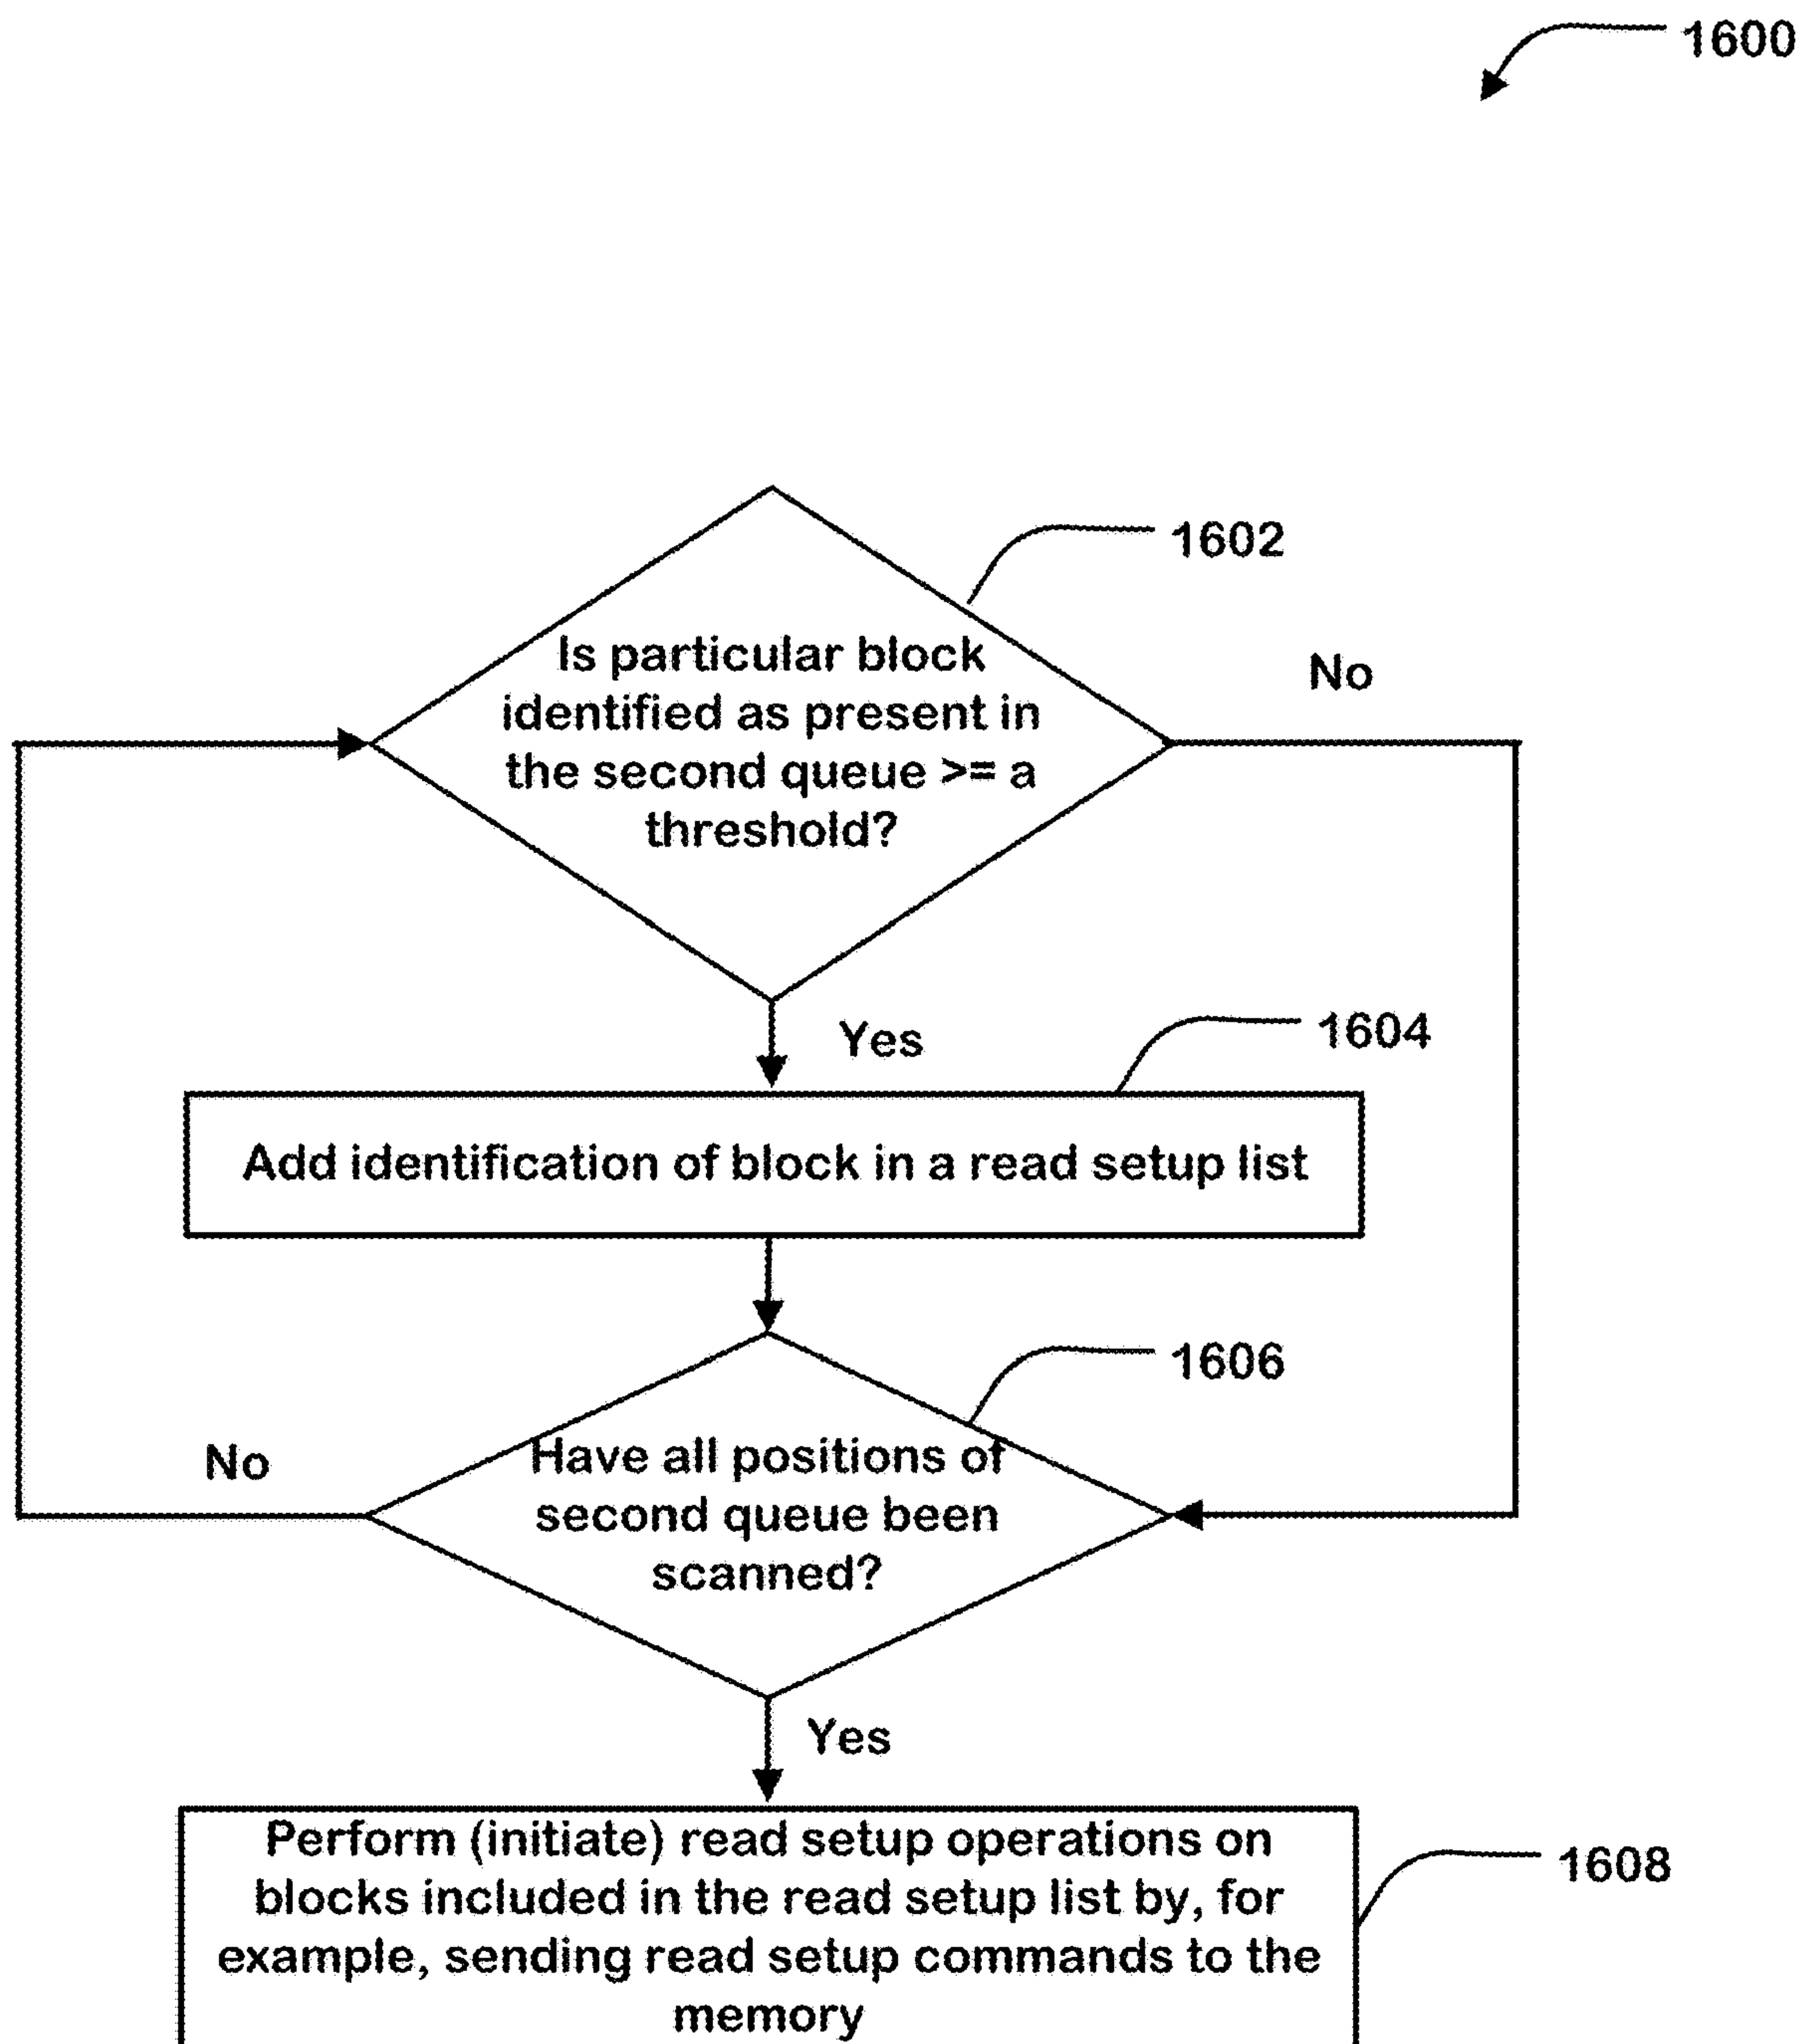 1600
1602
Is particular block
identified as present in
the second queue >= a
threshold?
No
Yes
1604
Add identification of block in a read setup list
1606
Have all positions of
second queue been
scanned?
No
Yes
Perform (initiate) read setup operations on
blocks included in the read setup list by, for
example, sending read setup commands to the
memory
1608